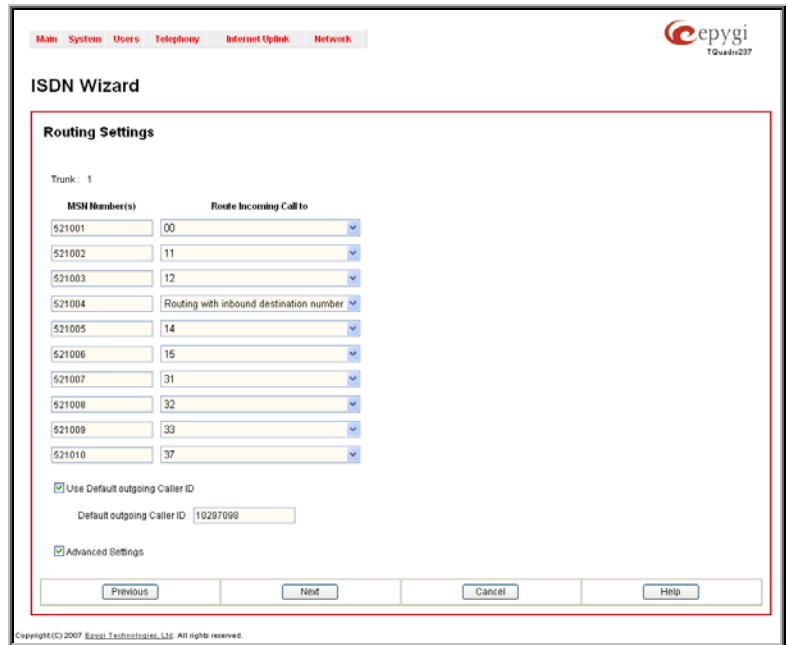 Main System Users Telephony Internet Uplink Network
epygi
TQuadro237
ISDN Wizard
Routing Settings
Trunk : 1
MSN Number(s) Route Incoming Call to
521001 00
521002 11
521003 12
521004 Routing with inbound destination number
521005 14
521006 15
521007 31
521008 32
521009 33
521010 37
Use Default outgoing Caller ID
Default outgoing Caller ID 10297098
Advanced Settings
Previous Next Cancel Help
Copyright (C) 2007 Epygi Technologies, Ltd. All rights reserved.